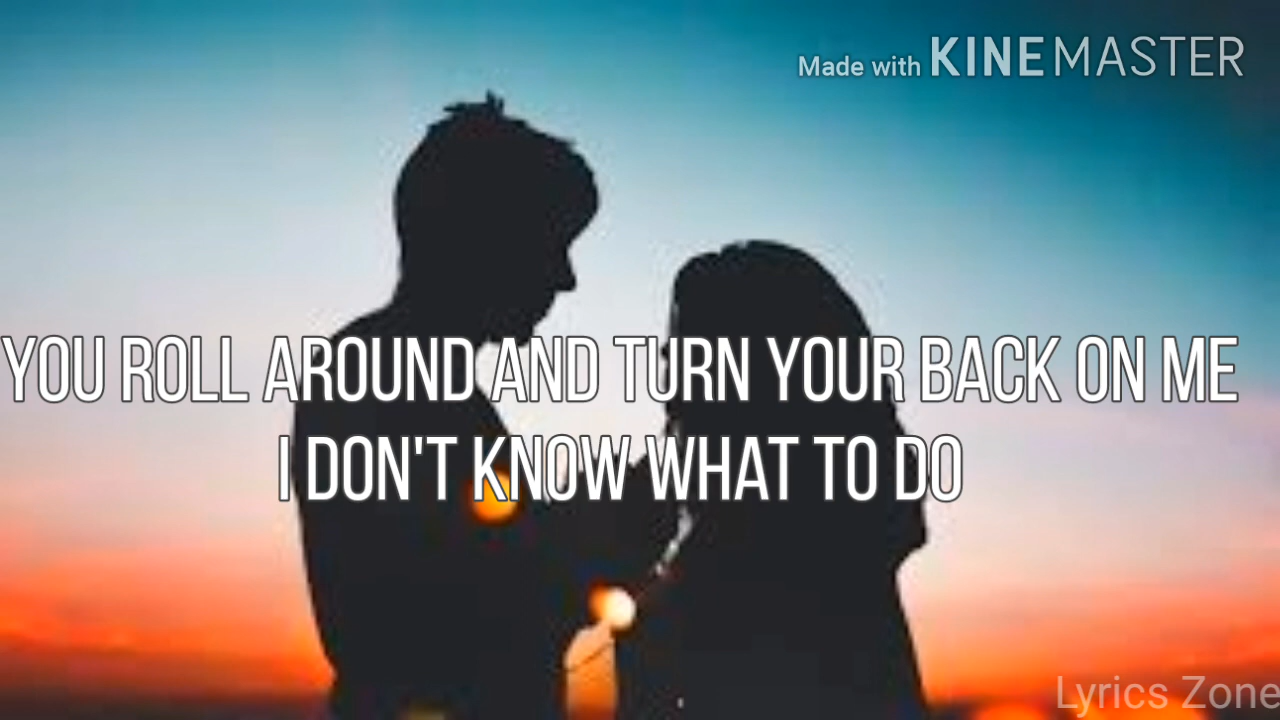 Made with KINEMASTER
YOU ROLL AROUND AND TURN YOUR BACK ON ME
I DON'T KNOW WHAT TO DO
Lyrics Zone